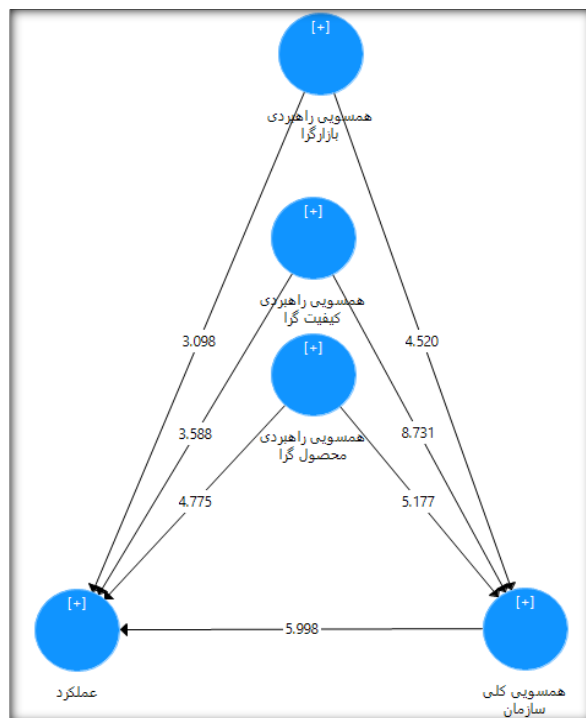 [+]
همسویی راهبردی
بازارگرا
[+]
همسویی راهبردی
کیفیت گرا
3.098
4.520
[+]
همسویی راهبردی
محصول گرا
3.588
8.731
4.775
5.177
[+]
عملکرد
5.998
[+]
همسویی کلی
سازمان